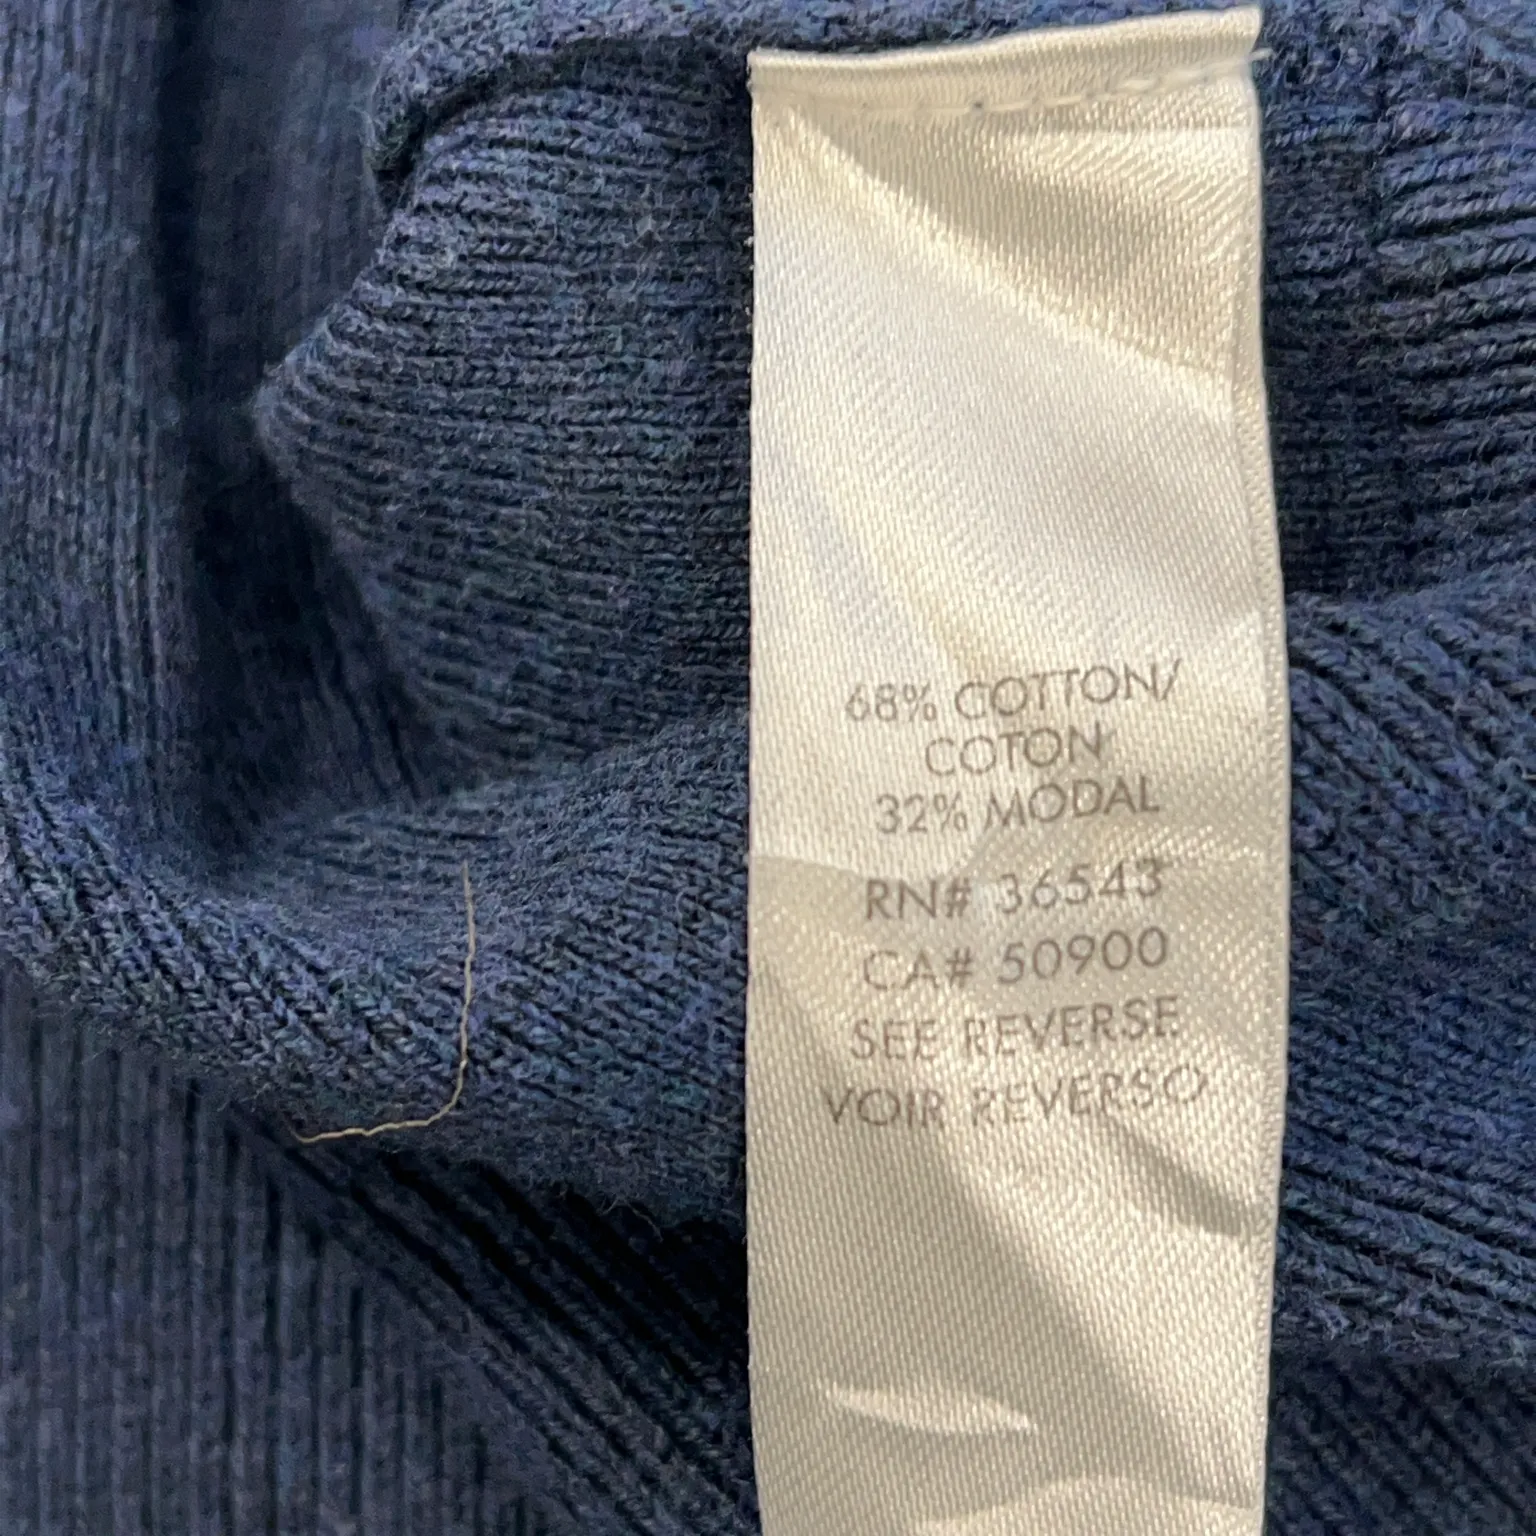 68% COTTON/
COTON
32% MODAL
RN# 36543
CA# 50900
SEE REVERSE
VOIR REVERSO